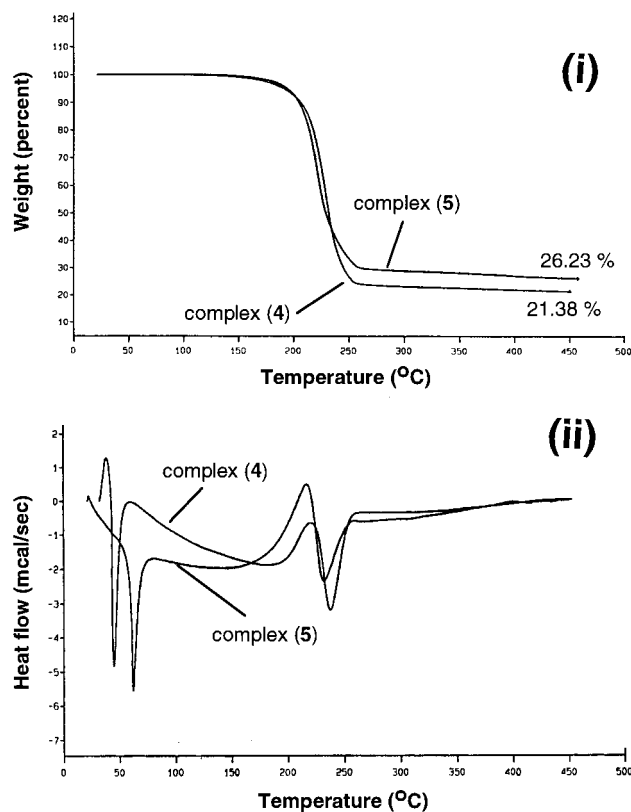 (i)
100
90
80
70
60
50
40
30
20
10
Weight (percent)
complex (5)
26.23 %
complex (4)
21.38 %
0 50 100 150 200 250 300 350 400 450 500
Temperature (OC)
(ii)
2
1
0
-1
-2
-3
-4
-5
-6
-7
Heat flow (mcal/sec)
complex (4)
complex (5)
0 50 100 150 200 250 300 350 400 450 500
Temperature (OC)